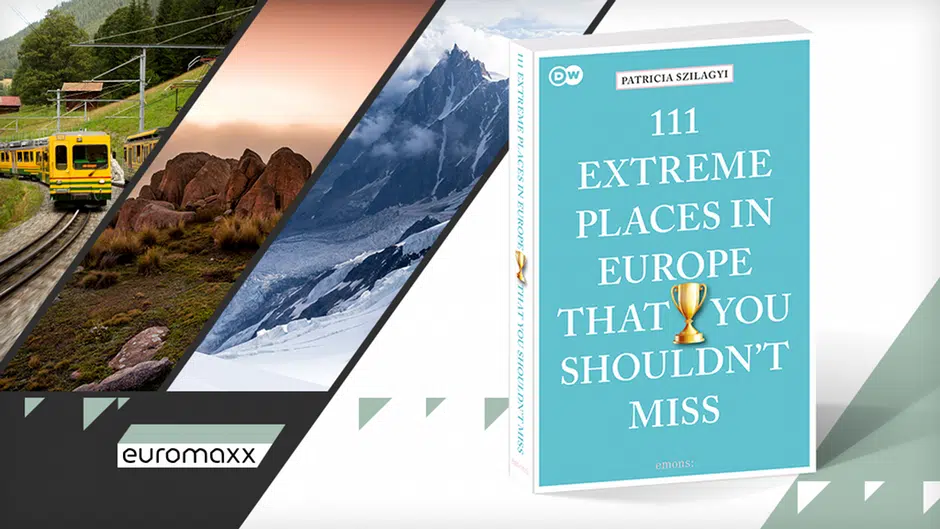 euromaxx
111 EXTREME PLACES IN EUROPE THAT YOU SHOULDN'T MISS
DW
PATRICIA SZILAGYI
111
EXTREME
PLACES IN
EUROPE
THAT YOU
SHOULDN'T
MISS
emons: